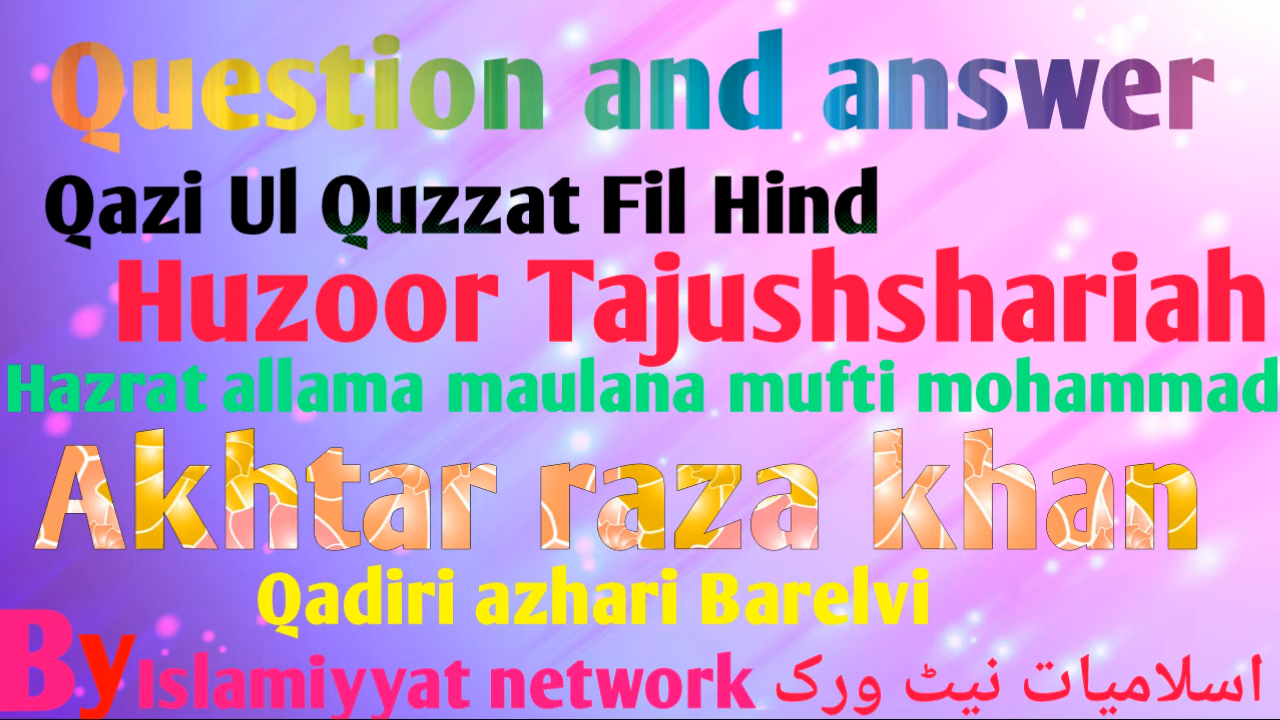 Question and answer
Qazi Ul Quzzat Fil Hind
Huzoor Tajushshariah
Hazrat allama maulana mufti mohammad
Akhtar raza khan
Qadiri azhari Barelvi
By Islamiyyat network اسلامیات نیٹ ورک